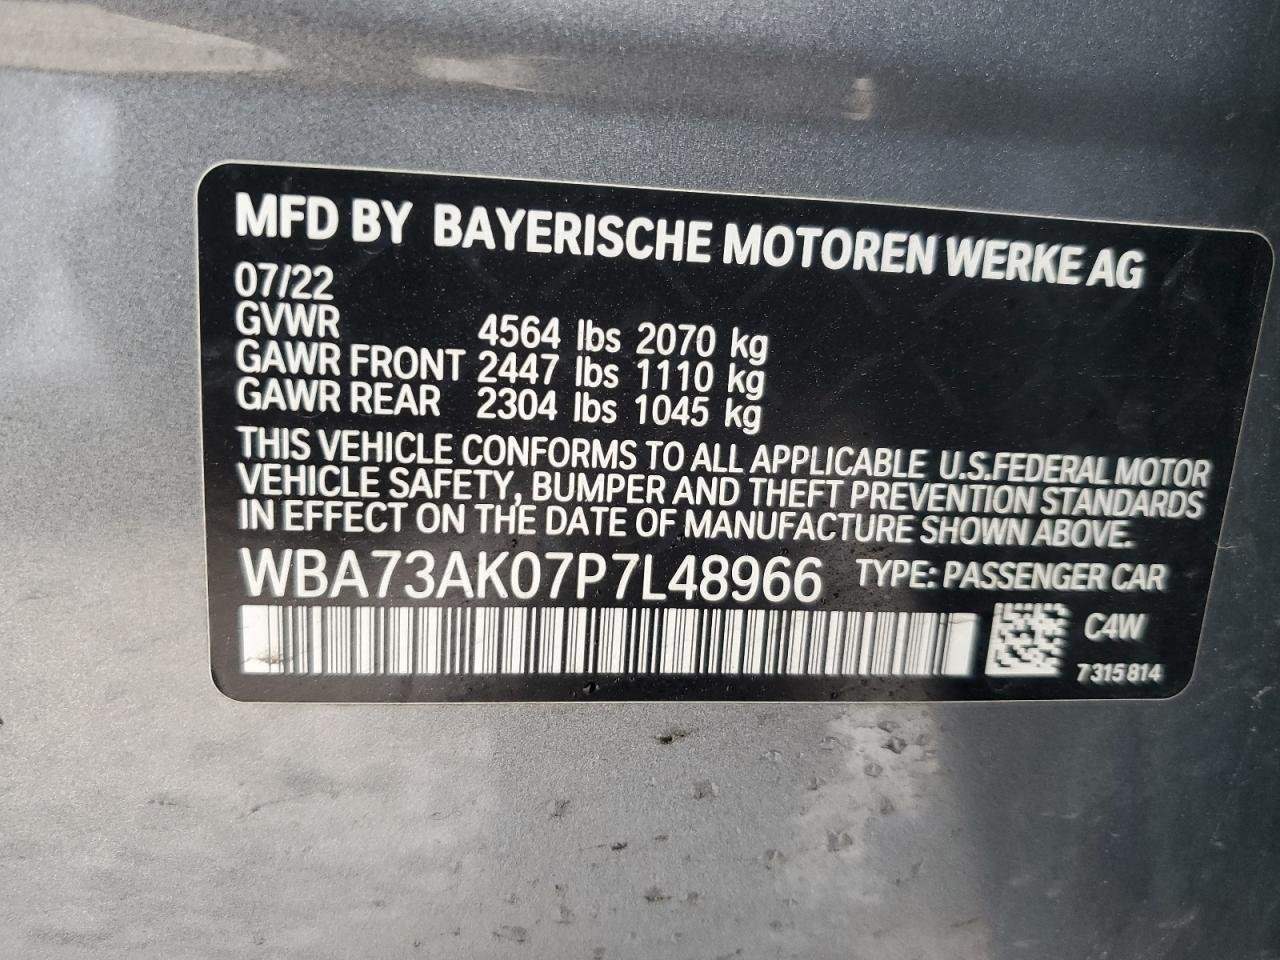 MFD BY BAYERISCHE MOTOREN WERKE AG
07/22
GVWR 4564 lbs 2070 kg
GAWR FRONT 2447 lbs 1110 kg
GAWR REAR 2304 lbs 1045 kg
THIS VEHICLE CONFORMS TO ALL APPLICABLE U.S.FEDERAL MOTOR
VEHICLE SAFETY, BUMPER AND THEFT PREVENTION STANDARDS
IN EFFECT ON THE DATE OF MANUFACTURE SHOWN ABOVE.
WBA73AK07P7L48966 TYPE: PASSENGER CAR
C4W
7315814